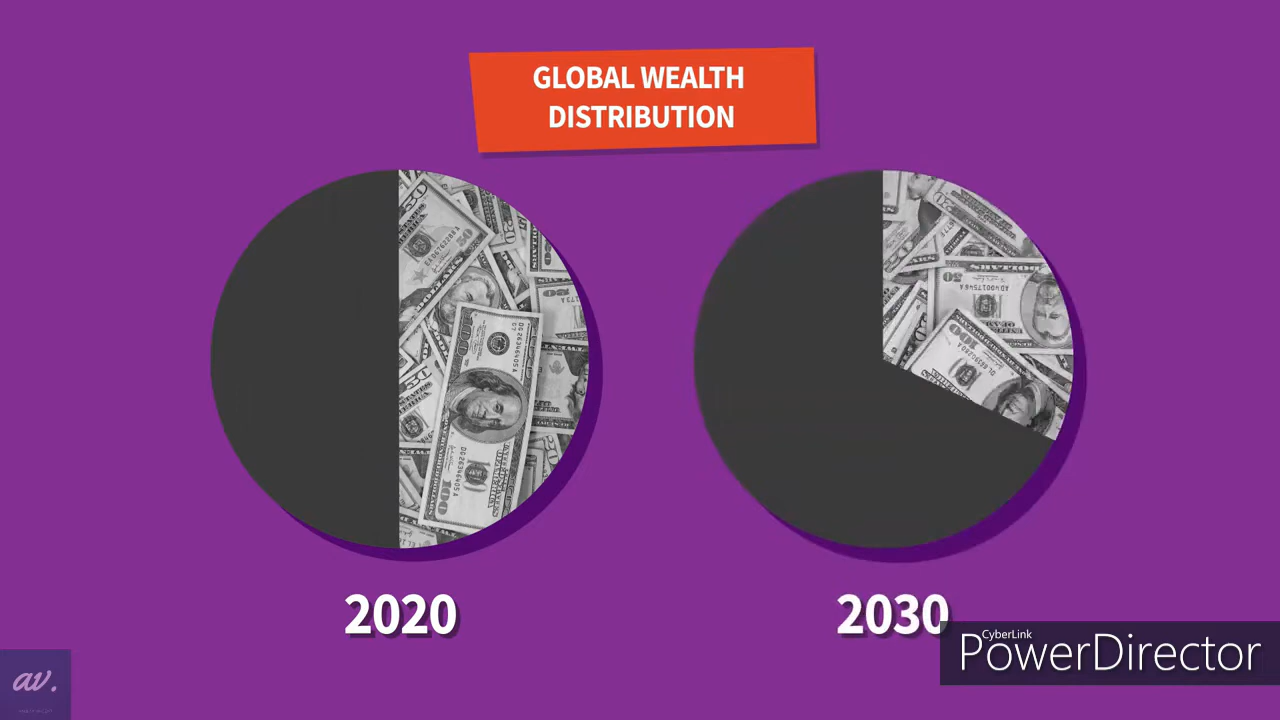 GLOBAL WEALTH
DISTRIBUTION
2020
2030
CyberLink
PowerDirector
av.